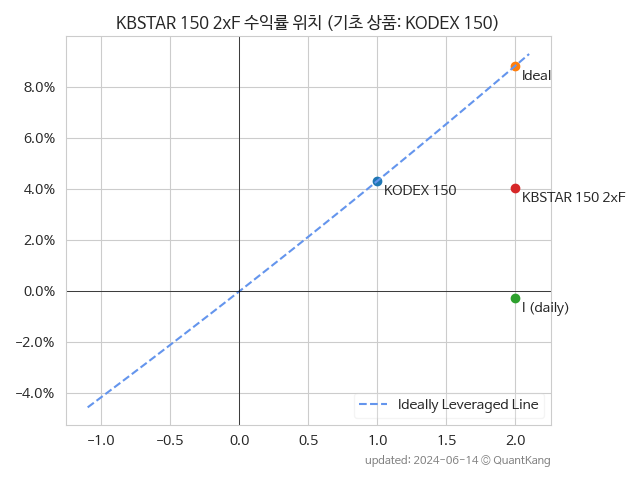 KBSTAR 150 2xF 수익률 위치 (기초 상품: KODEX 150)
8.0%
6.0%
4.0%
2.0%
0.0%
−2.0%
−4.0%
Ideal
KODEX 150
KBSTAR 150 2xF
I (daily)
Ideally Leveraged Line
−1.0 −0.5 0.0 0.5 1.0 1.5 2.0
updated: 2024-06-14 © QuantKang